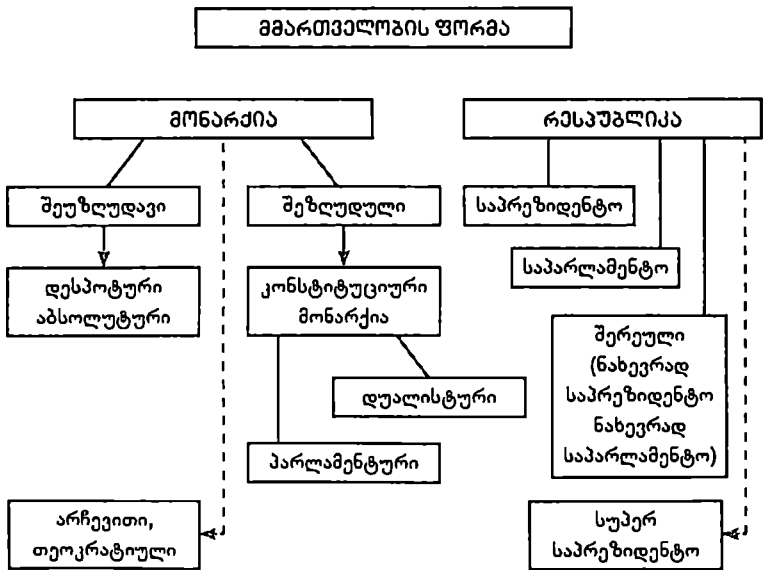 მმართველობის ფორმა
მონარქია
რესპუბლიკა
შეუზღუდავი
შეზღუდული
საპრეზიდენტო
საპარლამენტო
დესპოტური
აბსოლუტური
კონსტიტუციური
მონარქია
შერეული
(ნახევრად
საპრეზიდენტო
ნახევრად
საპარლამენტო)
დუალისტური
პარლამენტური
არჩევითი,
თეოკრატიული
სუპერ
საპრეზიდენტო